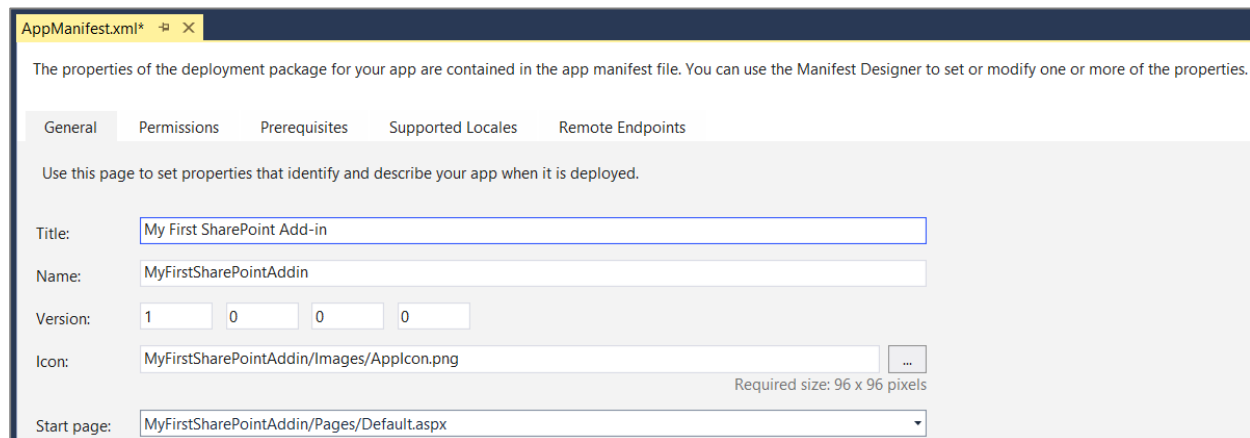 AppManifest.xml*
The properties of the deployment package for your app are contained in the app manifest file. You can use the Manifest Designer to set or modify one or more of the properties.
General Permissions Prerequisites Supported Locales Remote Endpoints
Use this page to set properties that identify and describe your app when it is deployed.
Title: My First SharePoint Add-in
Name: MyFirstSharePointAddin
Version: 1 0 0 0
Icon: MyFirstSharePointAddin/Images/AppIcon.png ...
Required size: 96 x 96 pixels
Start page: MyFirstSharePointAddin/Pages/Default.aspx